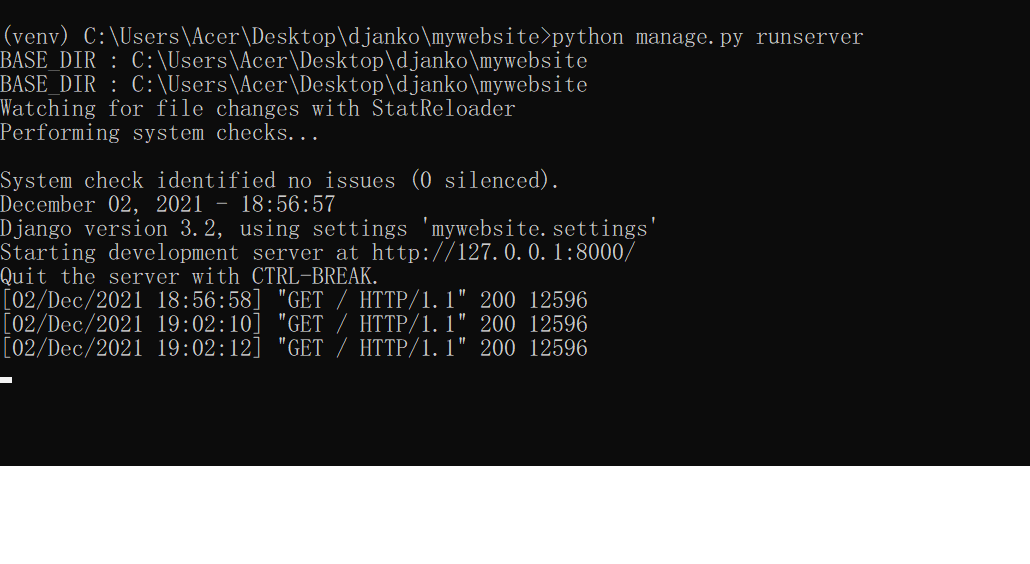 (venv) C:\Users\Acer\Desktop\djanko\mywebsite>python manage.py runserver
BASE_DIR : C:\Users\Acer\Desktop\djanko\mywebsite
BASE_DIR : C:\Users\Acer\Desktop\djanko\mywebsite
Watching for file changes with StatReloader
Performing system checks...
System check identified no issues (0 silenced).
December 02, 2021 - 18:56:57
Django version 3.2, using settings 'mywebsite.settings'
Starting development server at http://127.0.0.1:8000/
Quit the server with CTRL-BREAK.
[02/Dec/2021 18:56:58] "GET / HTTP/1.1" 200 12596
[02/Dec/2021 19:02:10] "GET / HTTP/1.1" 200 12596
[02/Dec/2021 19:02:12] "GET / HTTP/1.1" 200 12596